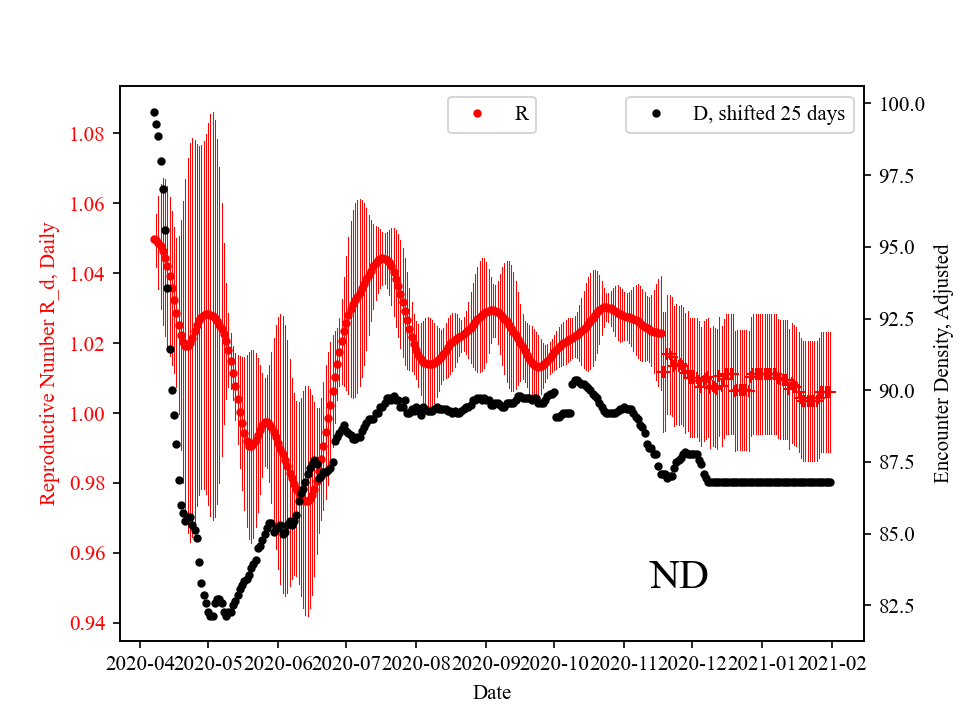 R
D, shifted 25 days
1.08
1.06
1.04
1.02
1.00
0.98
0.96
0.94
Reproductive Number R_d, Daily
100.0
97.5
95.0
92.5
90.0
87.5
85.0
82.5
Encounter Density, Adjusted
ND
2020-04 2020-05 2020-06 2020-07 2020-08 2020-09 2020-10 2020-11 2020-12 2021-01 2021-02
Date